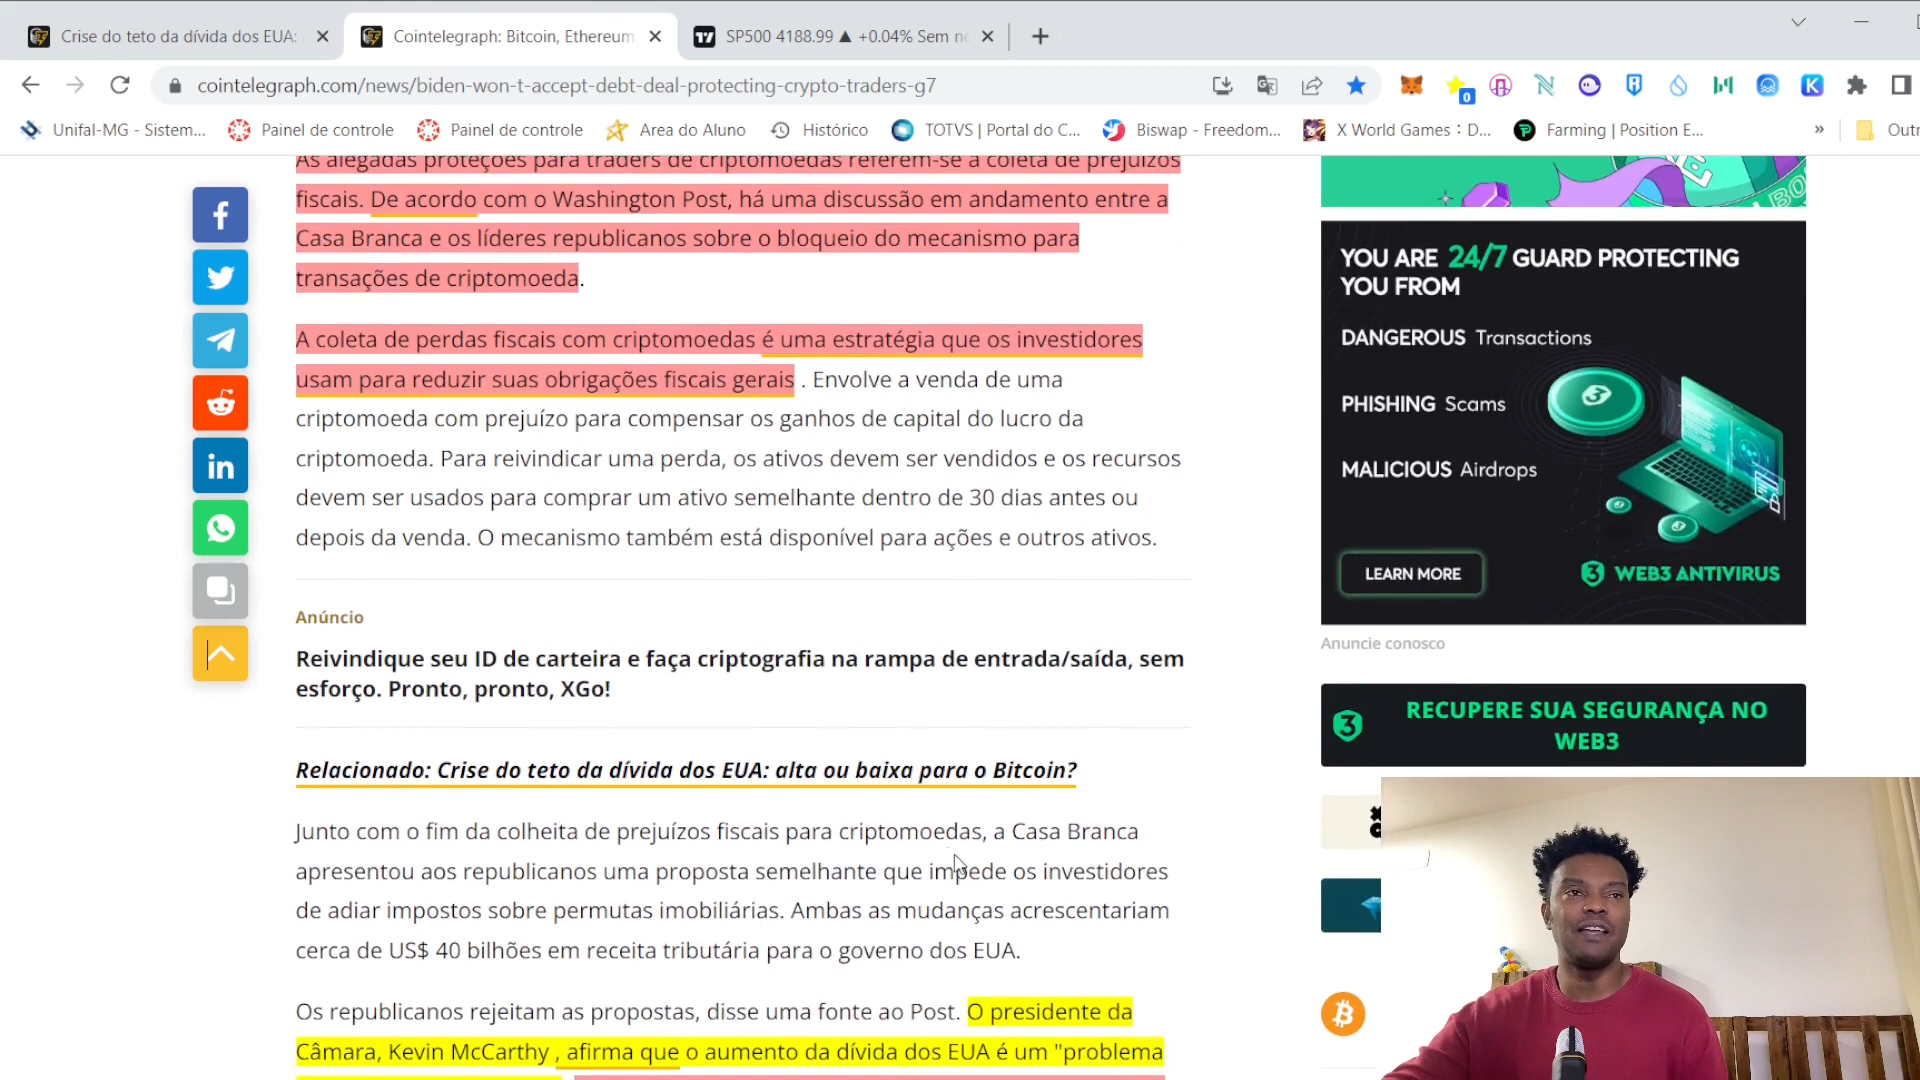 Crise do teto da dívida dos EUA:
Cointelegraph: Bitcoin, Ethereum
SP500 4188.99 ▲ +0.04% Sem n
cointelegraph.com/news/biden-won-t-accept-debt-deal-protecting-crypto-traders-g7
0
Unifal-MG - Sistem...
Painel de controle
Painel de controle
Area do Aluno
Histórico
TOTVS | Portal do C...
Biswap - Freedom...
X World Games : D...
Farming | Position E...
»
Outr
As alegadas proteções para traders de criptomoedas referem-se à coleta de prejuízos
fiscais. De acordo com o Washington Post, há uma discussão em andamento entre a
Casa Branca e os líderes republicanos sobre o bloqueio do mecanismo para
transações de criptomoeda.
A coleta de perdas fiscais com criptomoedas é uma estratégia que os investidores
usam para reduzir suas obrigações fiscais gerais . Envolve a venda de uma
criptomoeda com prejuízo para compensar os ganhos de capital do lucro da
criptomoeda. Para reivindicar uma perda, os ativos devem ser vendidos e os recursos
devem ser usados para comprar um ativo semelhante dentro de 30 dias antes ou
depois da venda. O mecanismo também está disponível para ações e outros ativos.
Anúncio
Reivindique seu ID de carteira e faça criptografia na rampa de entrada/saída, sem
esforço. Pronto, pronto, XGo!
Relacionado: Crise do teto da dívida dos EUA: alta ou baixa para o Bitcoin?
Junto com o fim da colheita de prejuízos fiscais para criptomoedas, a Casa Branca
apresentou aos republicanos uma proposta semelhante que impede os investidores
de adiar impostos sobre permutas imobiliárias. Ambas as mudanças acrescentariam
cerca de US$ 40 bilhões em receita tributária para o governo dos EUA.
Os republicanos rejeitam as propostas, disse uma fonte ao Post. O presidente da
Câmara, Kevin McCarthy , afirma que o aumento da dívida dos EUA é um "problema
YOU ARE 24/7 GUARD PROTECTING
YOU FROM
DANGEROUS Transactions
PHISHING Scams
MALICIOUS Airdrops
LEARN MORE
WEB3 ANTIVIRUS
Anuncie conosco
RECUPERE SUA SEGURANÇA NO
WEB3